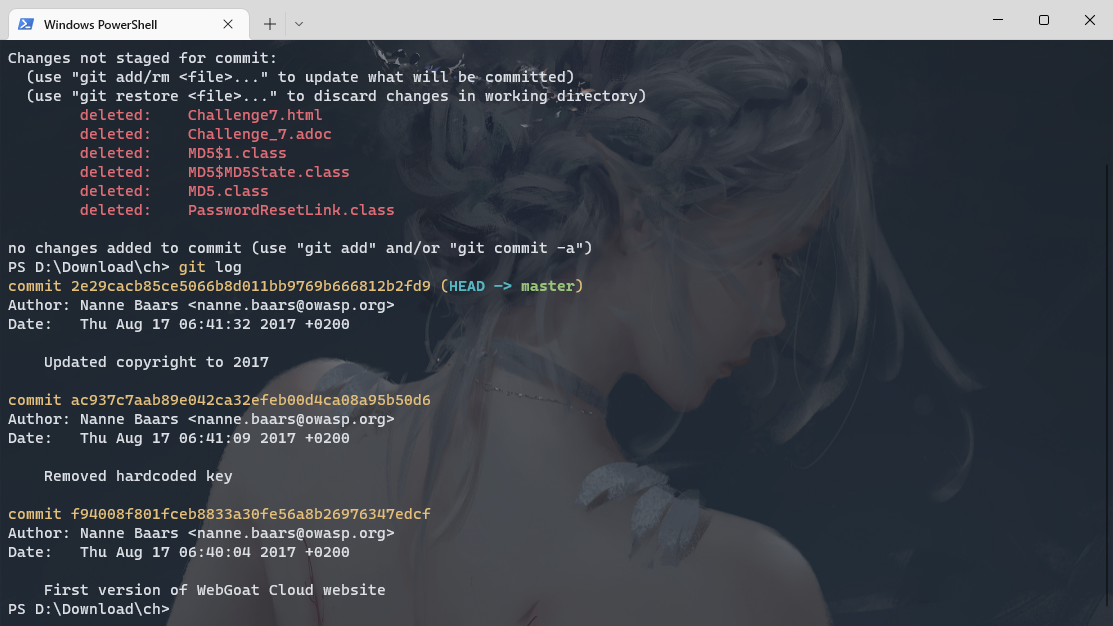 Windows PowerShell
Changes not staged for commit:
  (use "git add/rm <file>..." to update what will be committed)
  (use "git restore <file>..." to discard changes in working directory)
        deleted:    Challenge7.html
        deleted:    Challenge_7.adoc
        deleted:    MD5$1.class
        deleted:    MD5$MD5State.class
        deleted:    MD5.class
        deleted:    PasswordResetLink.class
no changes added to commit (use "git add" and/or "git commit -a")
PS D:\Download\ch> git log
commit 2e29cacb85ce5066b8d011bb9769b666812b2fd9 (HEAD -> master)
Author: Nanne Baars <nanne.baars@owasp.org>
Date:   Thu Aug 17 06:41:32 2017 +0200
    Updated copyright to 2017
commit ac937c7aab89e042ca32efeb00d4ca08a95b50d6
Author: Nanne Baars <nanne.baars@owasp.org>
Date:   Thu Aug 17 06:41:09 2017 +0200
    Removed hardcoded key
commit f94008f801fceb8833a30fe56a8b26976347edcf
Author: Nanne Baars <nanne.baars@owasp.org>
Date:   Thu Aug 17 06:40:04 2017 +0200
    First version of WebGoat Cloud website
PS D:\Download\ch>